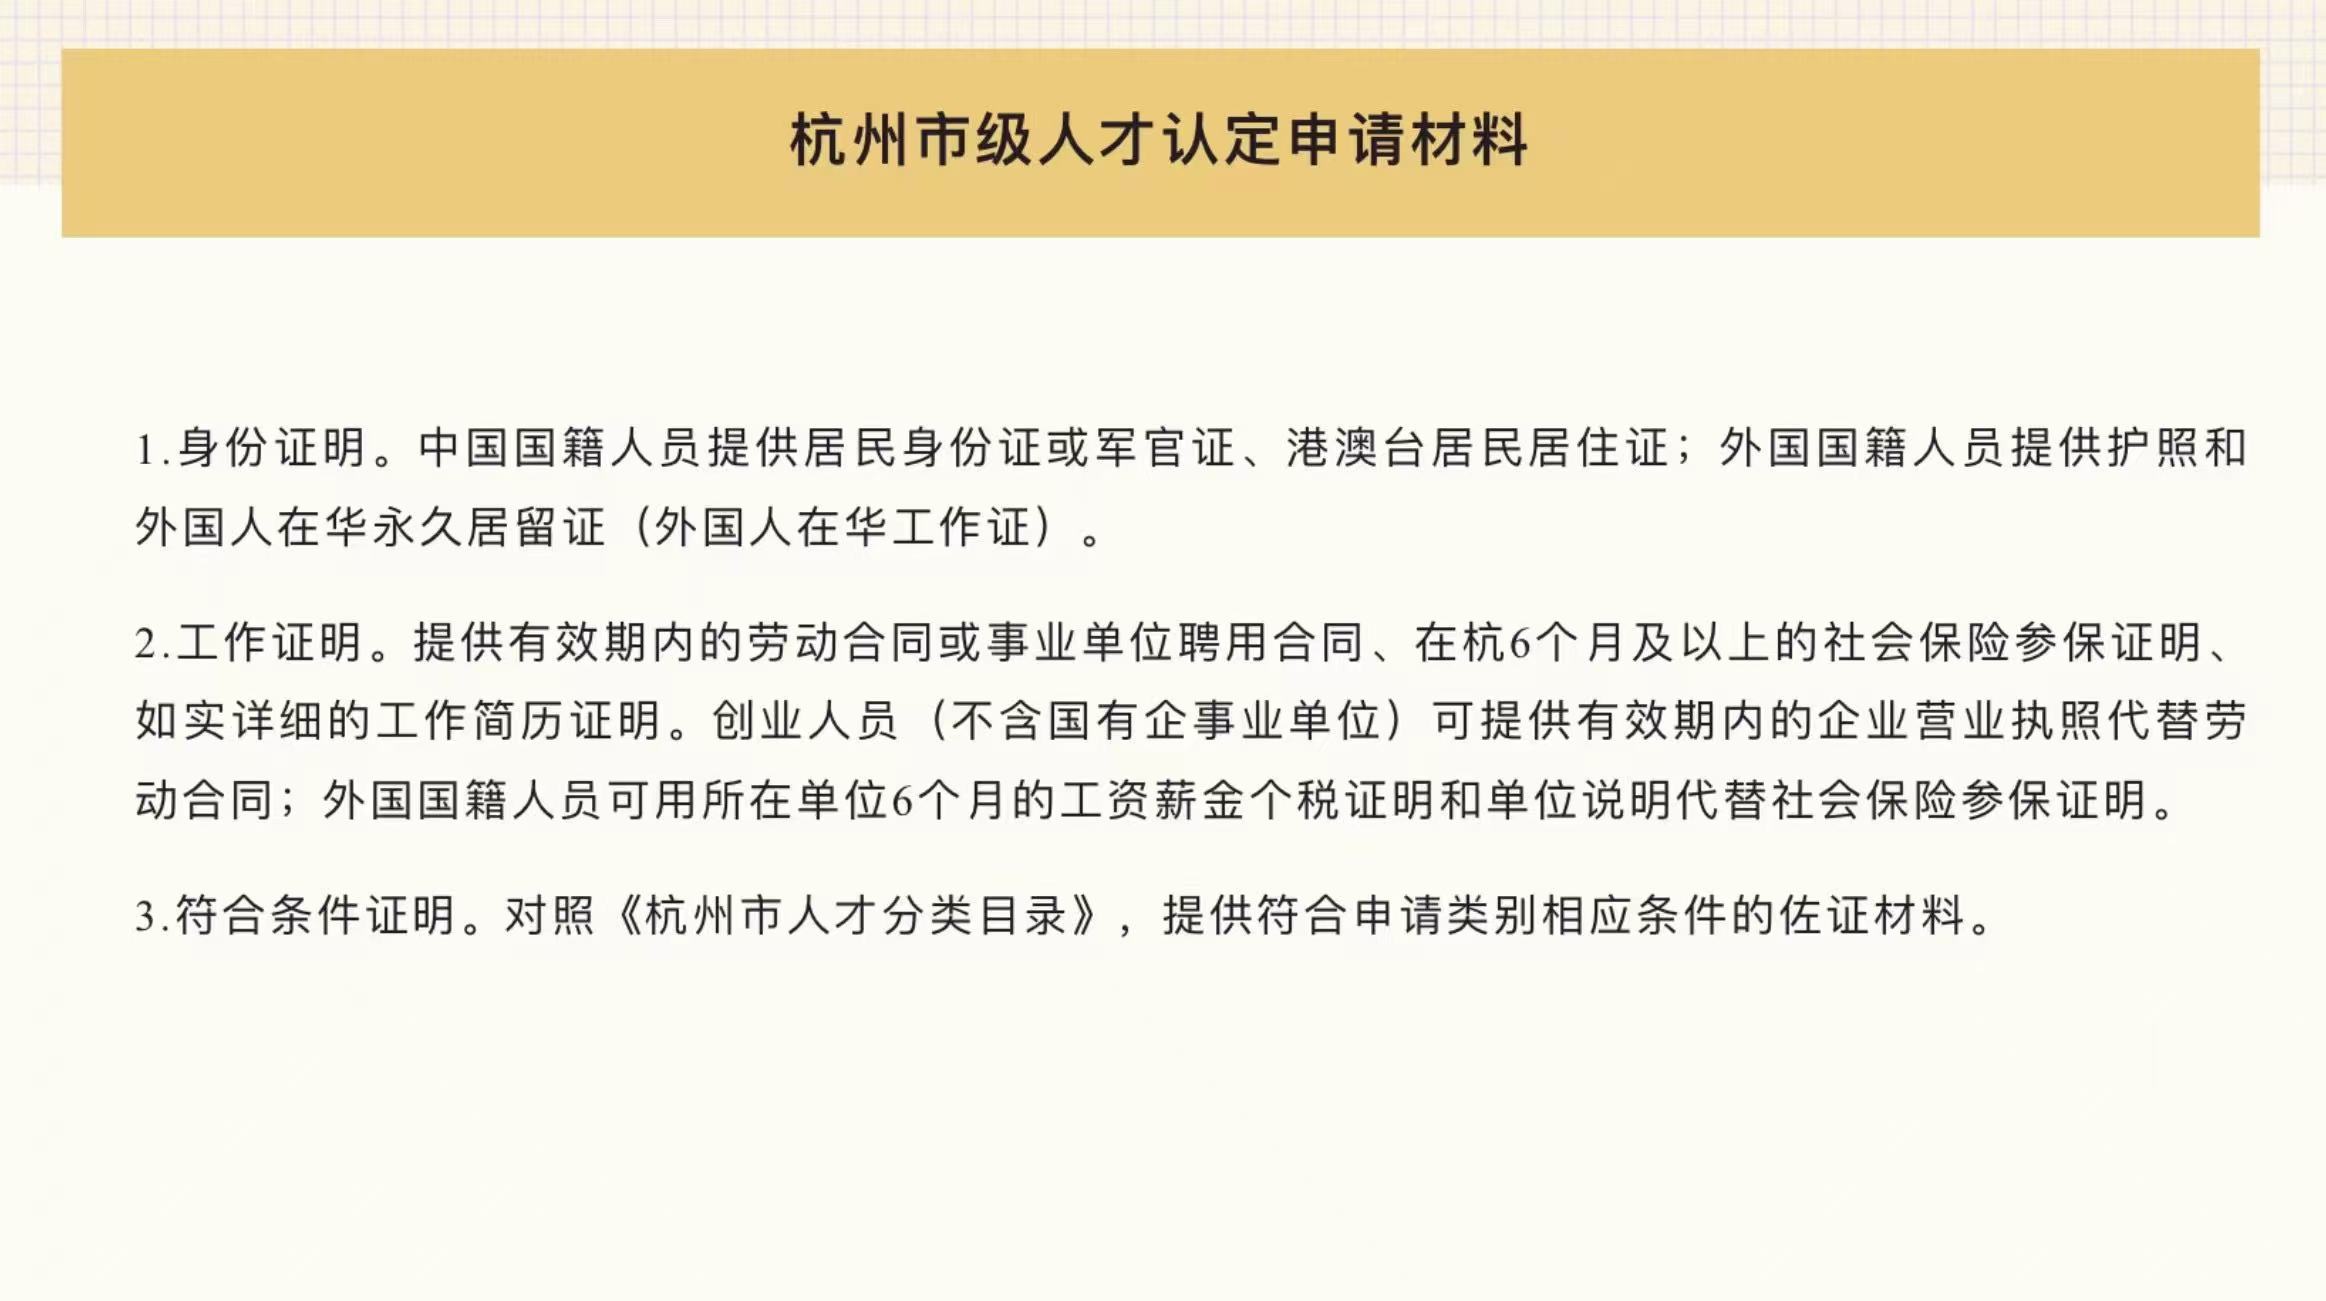 杭州市级人才认定申请材料
1.身份证明。中国国籍人员提供居民身份证或军官证、港澳台居民居住证；外国国籍人员提供护照和
外国人在华永久居留证（外国人在华工作证）。
2.工作证明。提供有效期内的劳动合同或事业单位聘用合同、在杭6个月及以上的社会保险参保证明、
如实详细的工作简历证明。创业人员（不含国有企事业单位）可提供有效期内的企业营业执照代替劳
动合同；外国国籍人员可用所在单位6个月的工资薪金个税证明和单位说明代替社会保险参保证明。
3.符合条件证明。对照《杭州市人才分类目录》，提供符合申请类别相应条件的佐证材料。